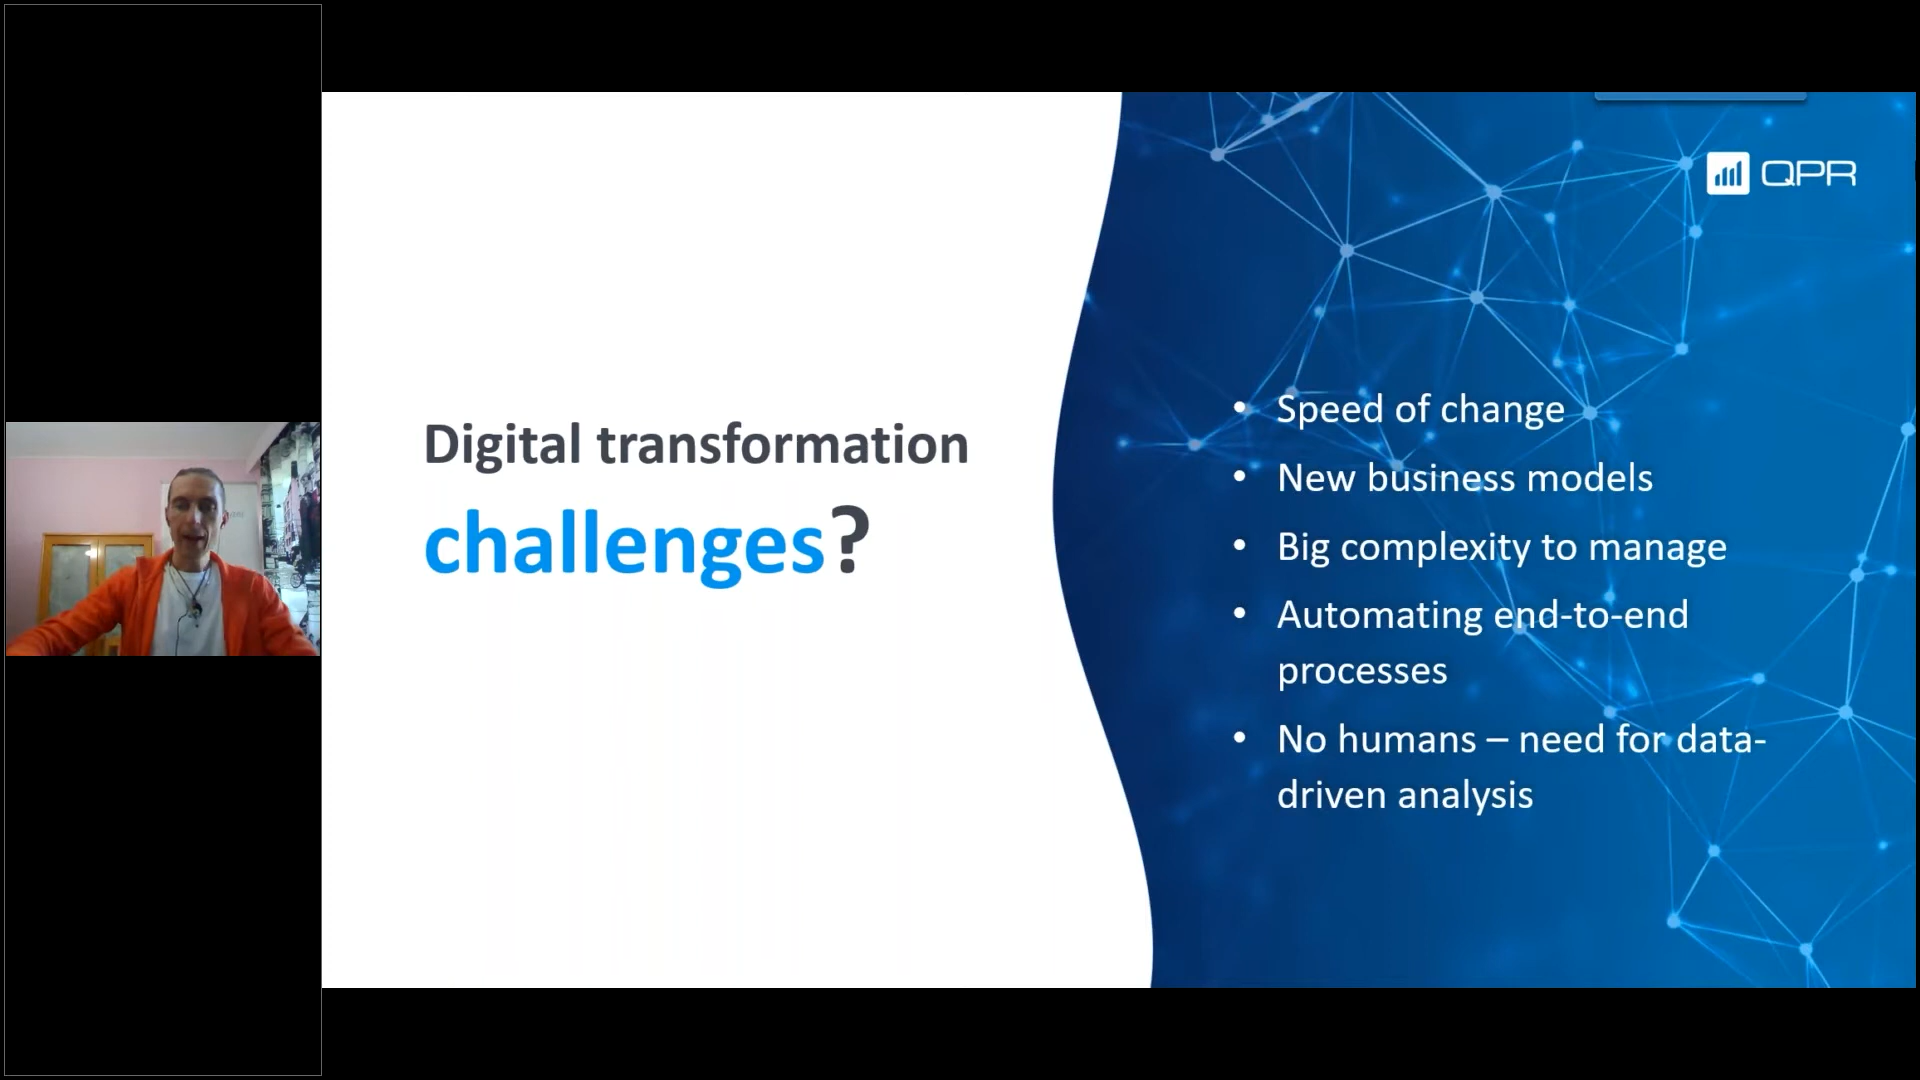 QPR
Digital transformation
challenges?
• Speed of change
• New business models
• Big complexity to manage
• Automating end-to-end
processes
• No humans – need for data-
driven analysis